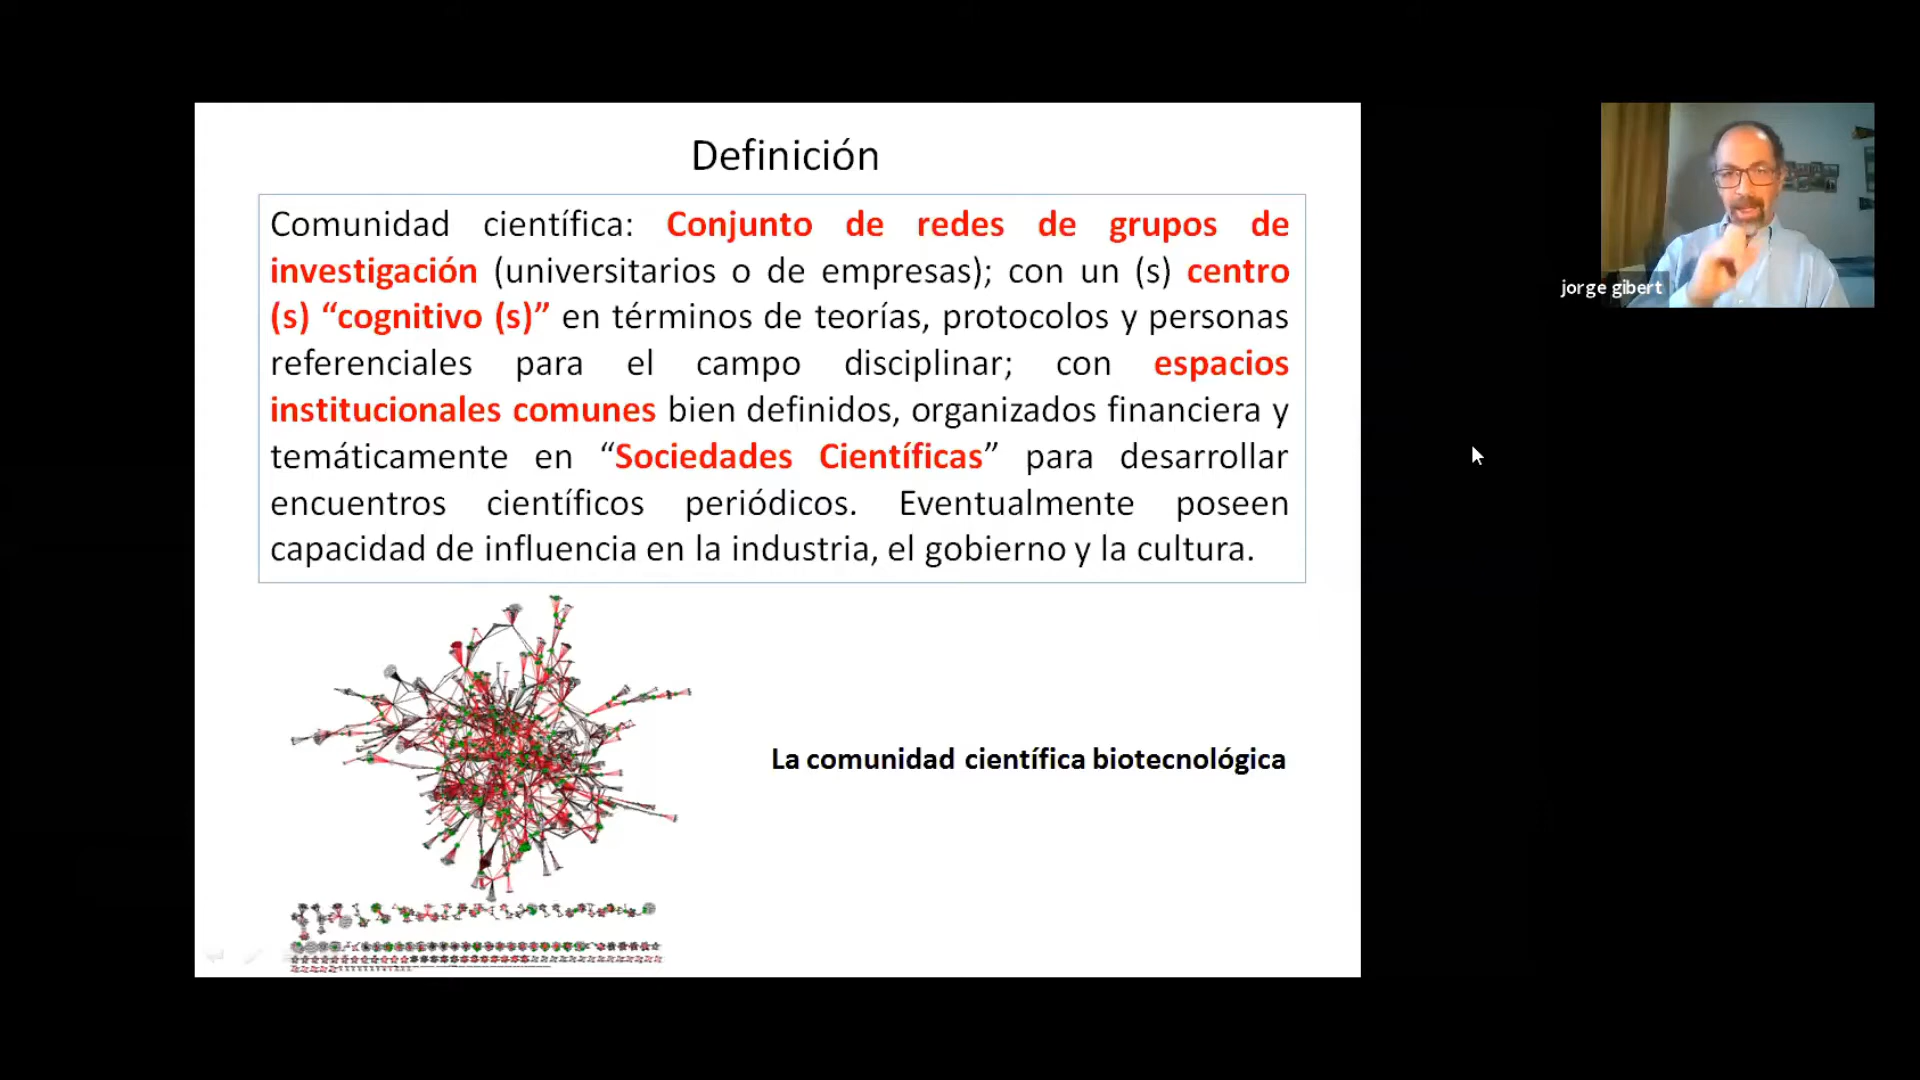 Definición
Comunidad científica: Conjunto de redes de grupos de
investigación (universitarios o de empresas); con un (s) centro
(s) “cognitivo (s)” en términos de teorías, protocolos y personas
referenciales para el campo disciplinar; con espacios
institucionales comunes bien definidos, organizados financiera y
temáticamente en “Sociedades Científicas” para desarrollar
encuentros científicos periódicos. Eventualmente poseen
capacidad de influencia en la industria, el gobierno y la cultura.
La comunidad científica biotecnológica
jorge gibert